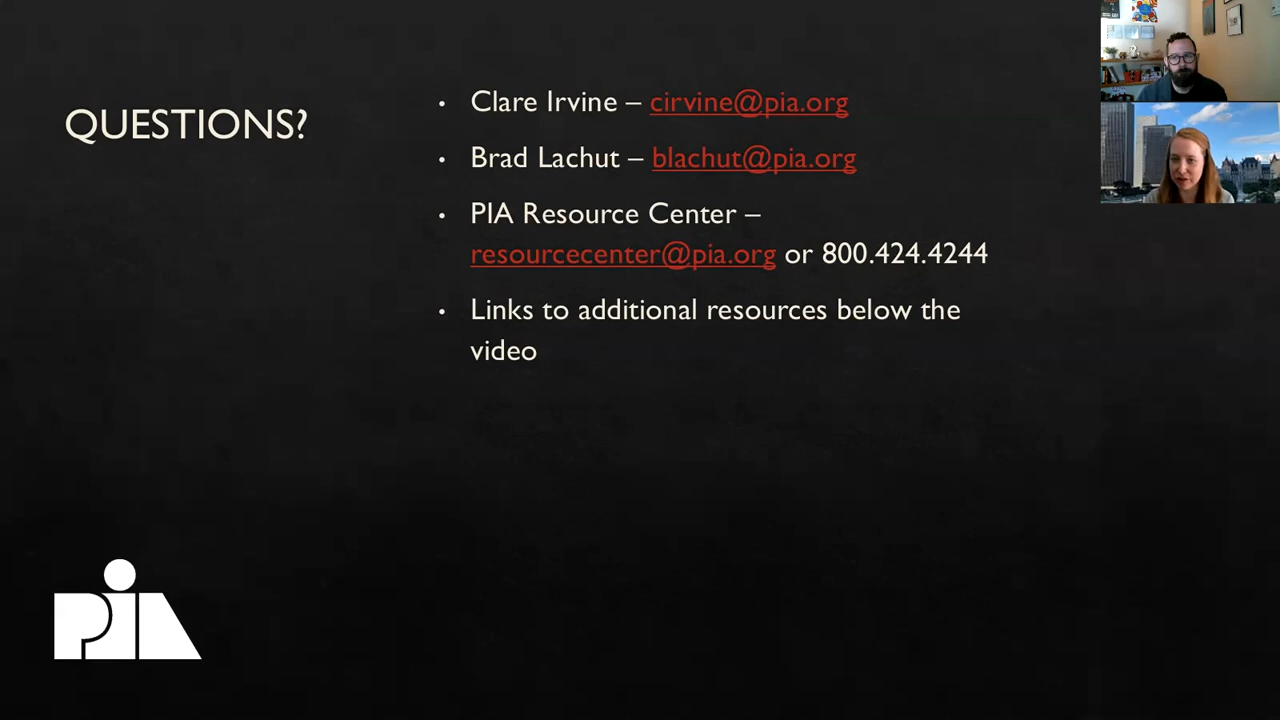 QUESTIONS?
• Clare Irvine – cirvine@pia.org
• Brad Lachut – blachut@pia.org
• PIA Resource Center –
resourcecenter@pia.org or 800.424.4244
• Links to additional resources below the
video
PIA